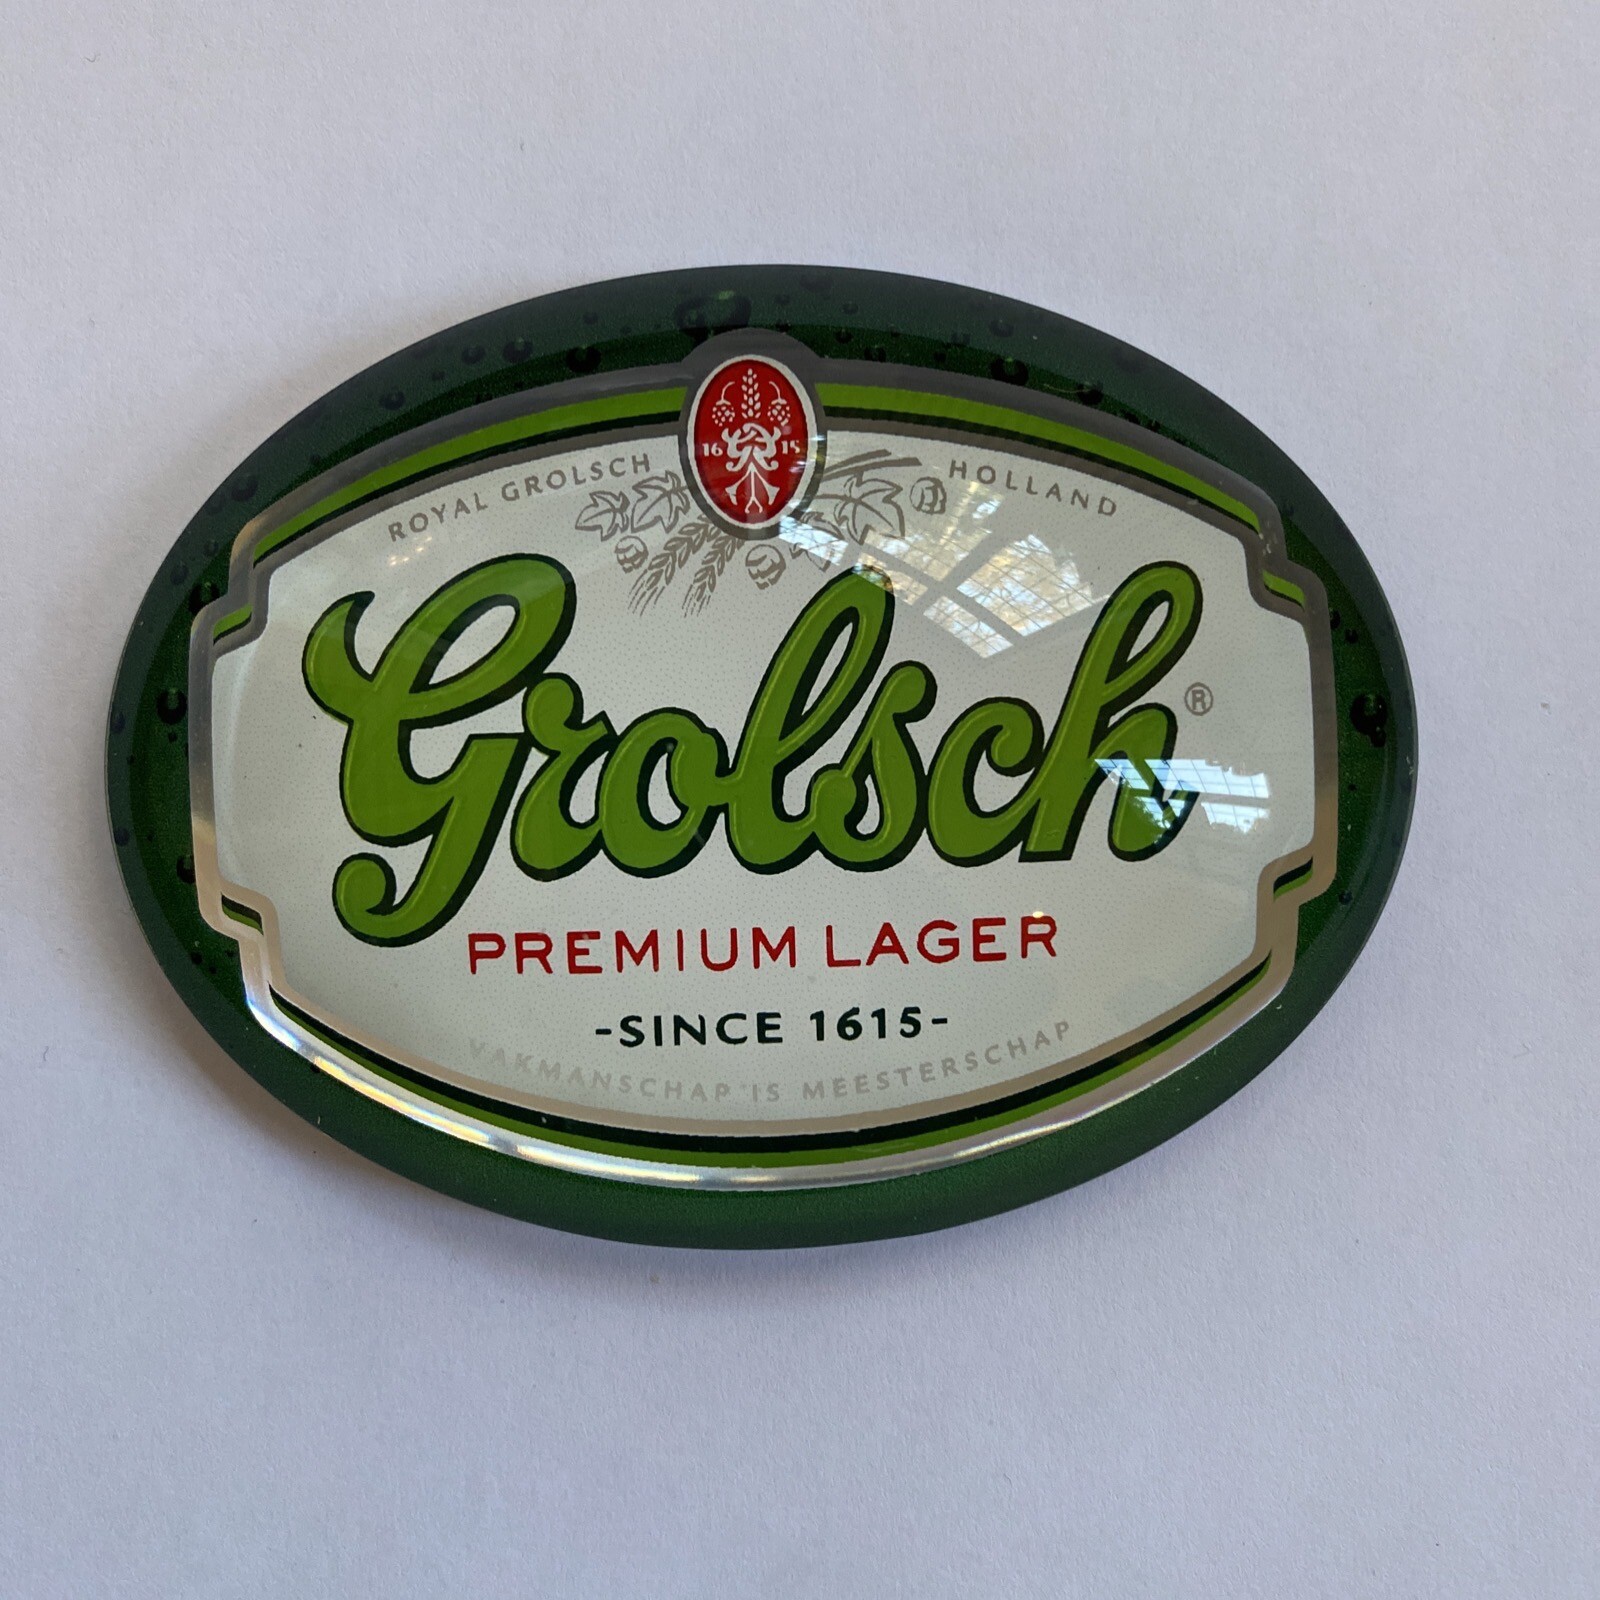 16 15
ROYAL GROLSCH HOLLAND
Grolsch®
PREMIUM LAGER
-SINCE 1615-
VAKMANSCHAP IS MEESTERSCHAP